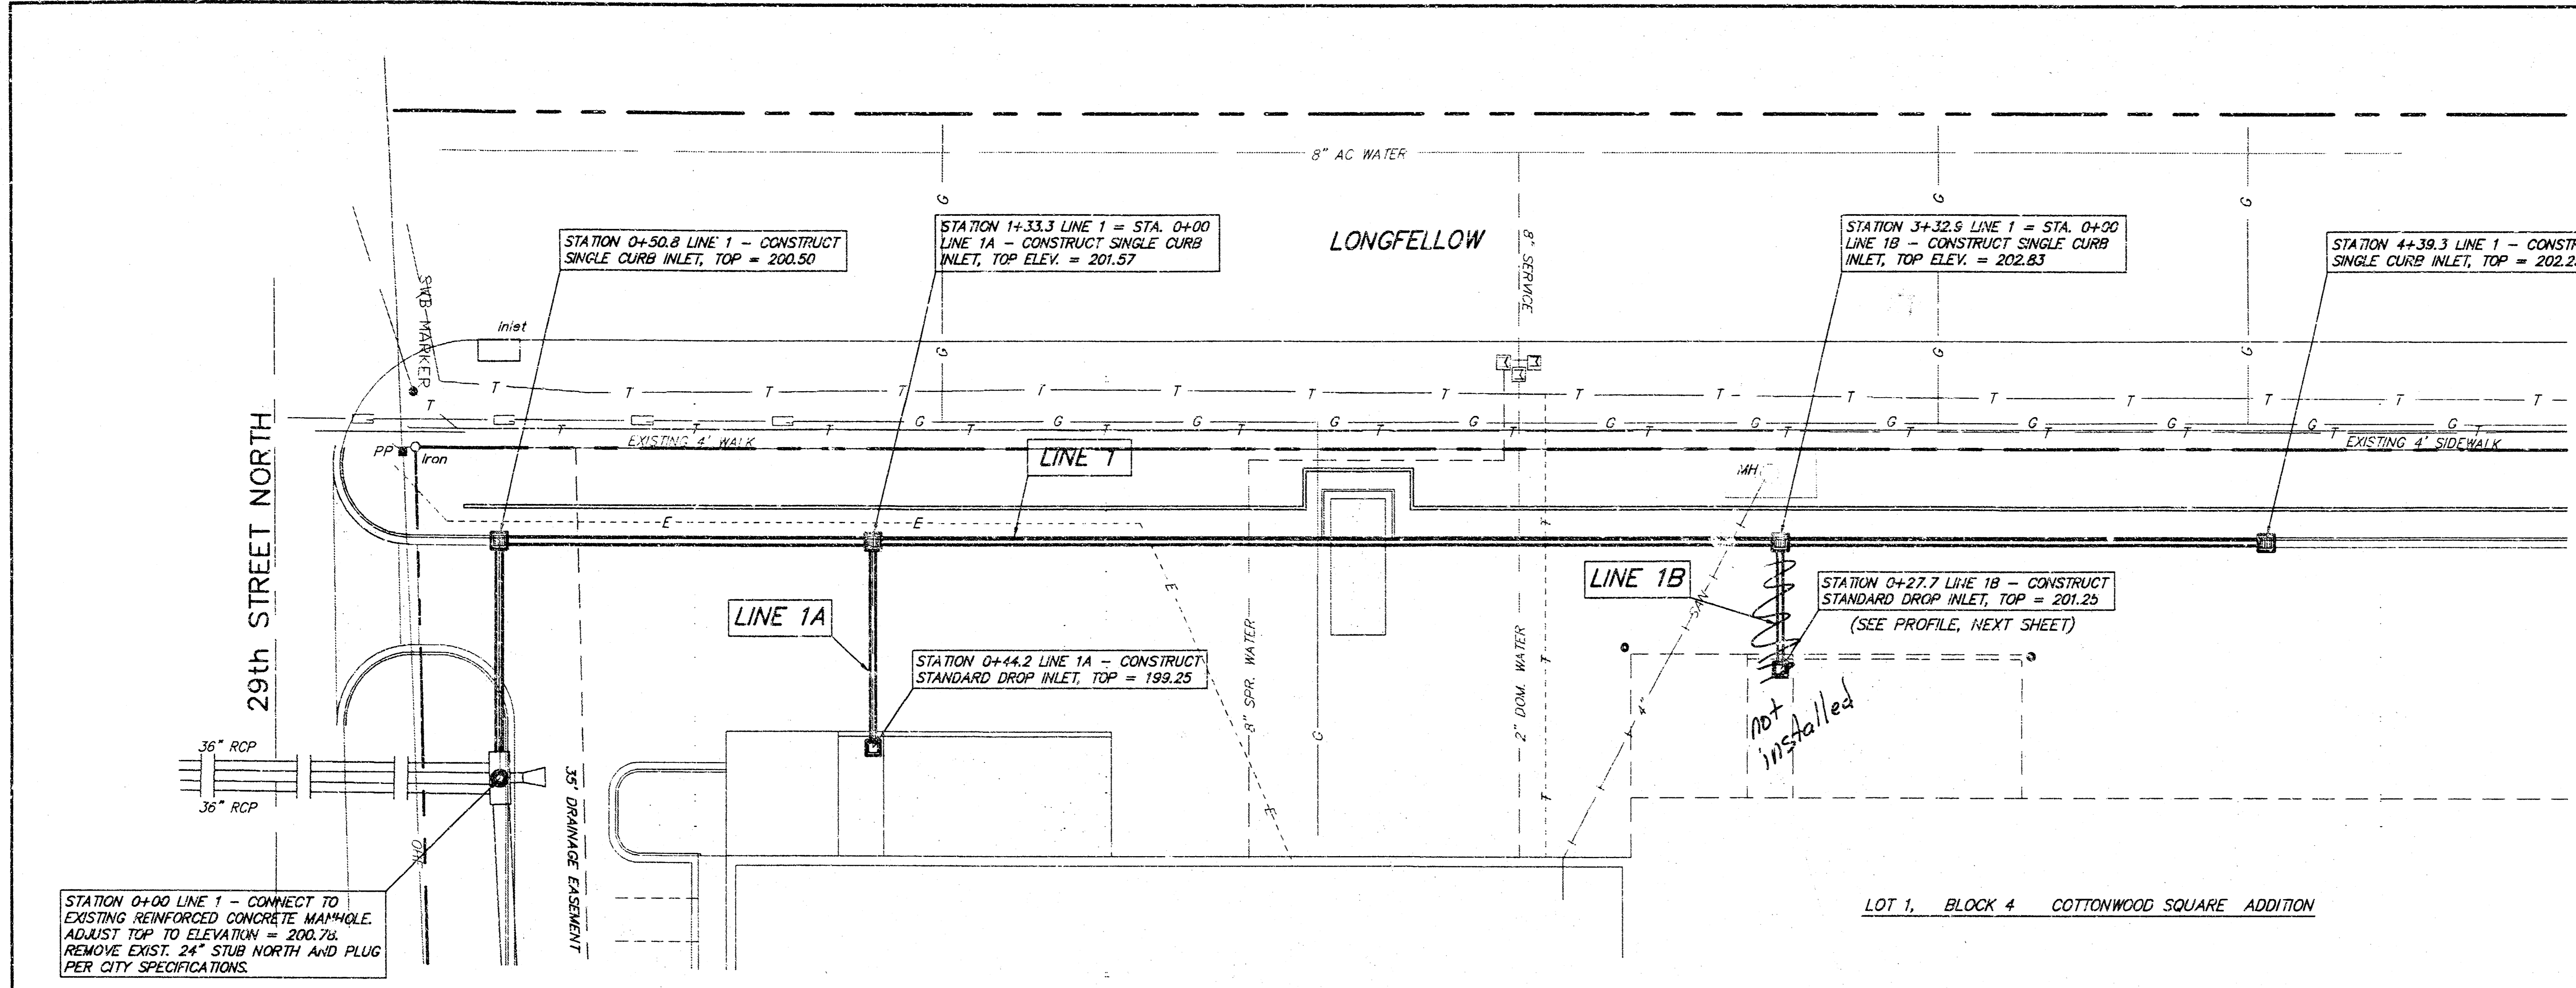 8" AC WATER
G
G
G
STATION 0+50.8 LINE 1 - CONSTRUCT
SINGLE CURB INLET, TOP = 200.50
STATION 1+33.3 LINE 1 = STA. 0+00
LINE 1A - CONSTRUCT SINGLE CURB
INLET, TOP ELEV. = 201.57
LONGFELLOW
8" SERVICE
STATION 3+32.9 LINE 1 = STA. 0+00
LINE 1B - CONSTRUCT SINGLE CURB
INLET, TOP ELEV. = 202.83
STATION 4+39.3 LINE 1 - CONSTR
SINGLE CURB INLET, TOP = 202.2
SWB-MARKER
inlet
G
G
G
M
M
M
T T T T T T T T T T T T T T T T
T
G G G G G G G G G G G
T T T T T T T T T T T T T T
EXISTING 4' WALK
EXISTING 4' SIDEWALK
PP
Iron
LINE 1
MH
29th STREET NORTH
E
E
E
E
LINE 1A
LINE 1B
STATION 0+27.7 LINE 1B - CONSTRUCT
STANDARD DROP INLET, TOP = 201.25
(SEE PROFILE, NEXT SHEET)
SAN
4"
STATION 0+44.2 LINE 1A - CONSTRUCT
STANDARD DROP INLET, TOP = 199.25
8" SPR. WATER
G
2" DOM. WATER
T
T
T
not
installed
36" RCP
36" RCP
35' DRAINAGE EASEMENT
STATION 0+00 LINE 1 - CONNECT TO
EXISTING REINFORCED CONCRETE MANHOLE.
ADJUST TOP TO ELEVATION = 200.78.
REMOVE EXIST. 24" STUB NORTH AND PLUG
PER CITY SPECIFICATIONS.
LOT 1, BLOCK 4 COTTONWOOD SQUARE ADDITION